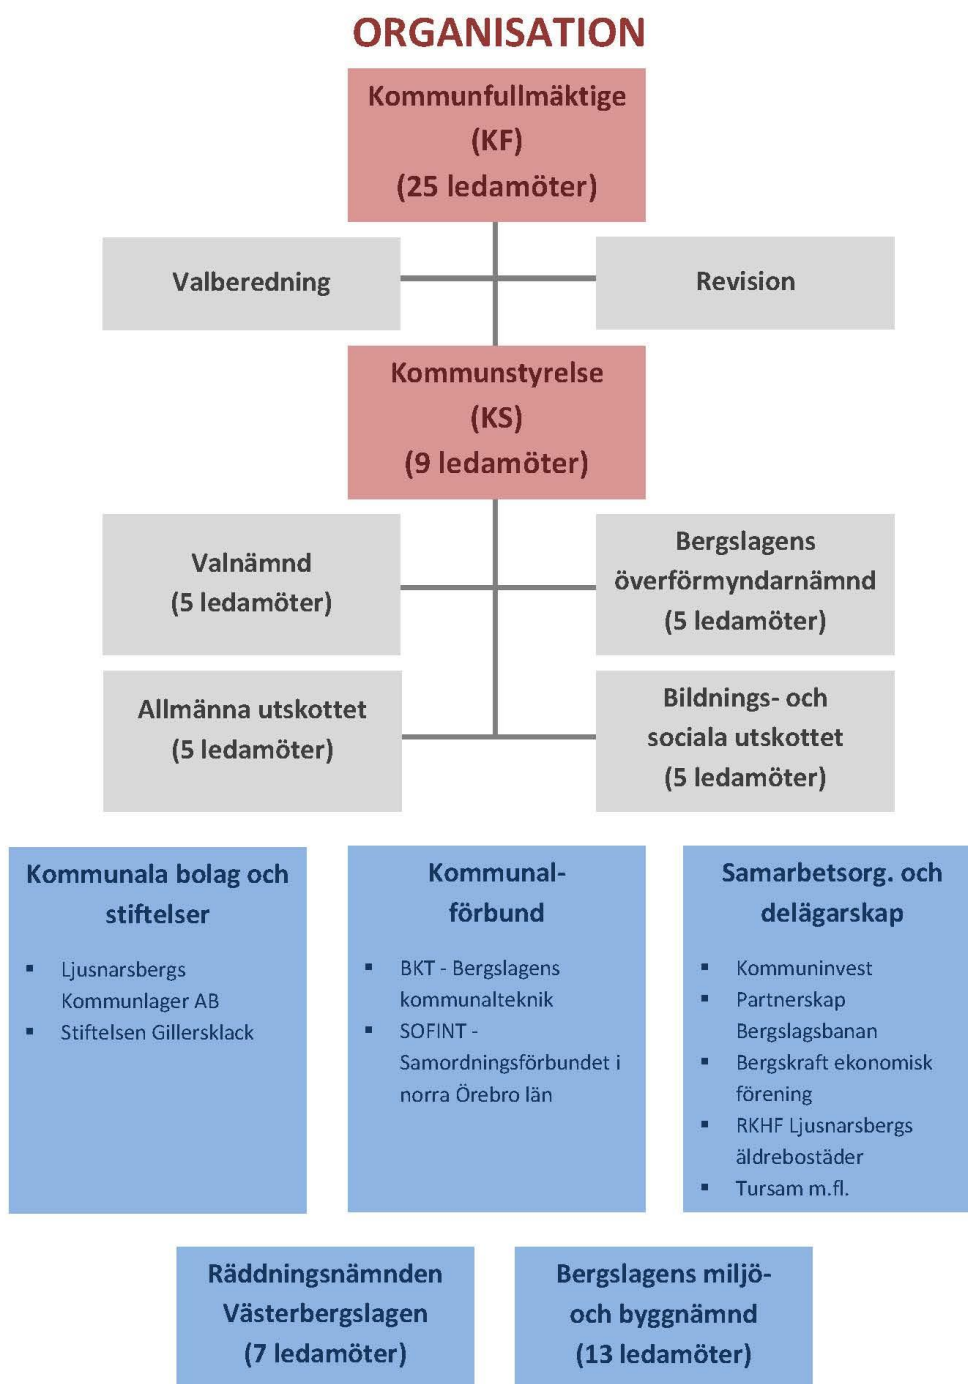 ORGANISATION
Kommunfullmäktige
(KF)
(25 ledamöter)
Valberedning
Revision
Kommunstyrelse
(KS)
(9 ledamöter)
Valnämnd
(5 ledamöter)
Bergslagens
överförmyndarnämnd
(5 ledamöter)
Allmänna utskottet
(5 ledamöter)
Bildnings- och
sociala utskottet
(5 ledamöter)
Kommunala bolag och
stiftelser
▪ Ljusnarsbergs
Kommunlager AB
▪ Stiftelsen Gillersklack
Kommunal-
förbund
▪ BKT - Bergslagens
kommunalteknik
▪ SOFINT -
Samordningsförbundet i
norra Örebro län
Samarbetsorg. och
delägarskap
▪ Kommuninvest
▪ Partnerskap
Bergslagsbanan
▪ Bergskraft ekonomisk
förening
▪ RKHF Ljusnarsbergs
äldrebostäder
▪ Tursam m.fl.
Räddningsnämnden
Västerbergslagen
(7 ledamöter)
Bergslagens miljö-
och byggnämnd
(13 ledamöter)